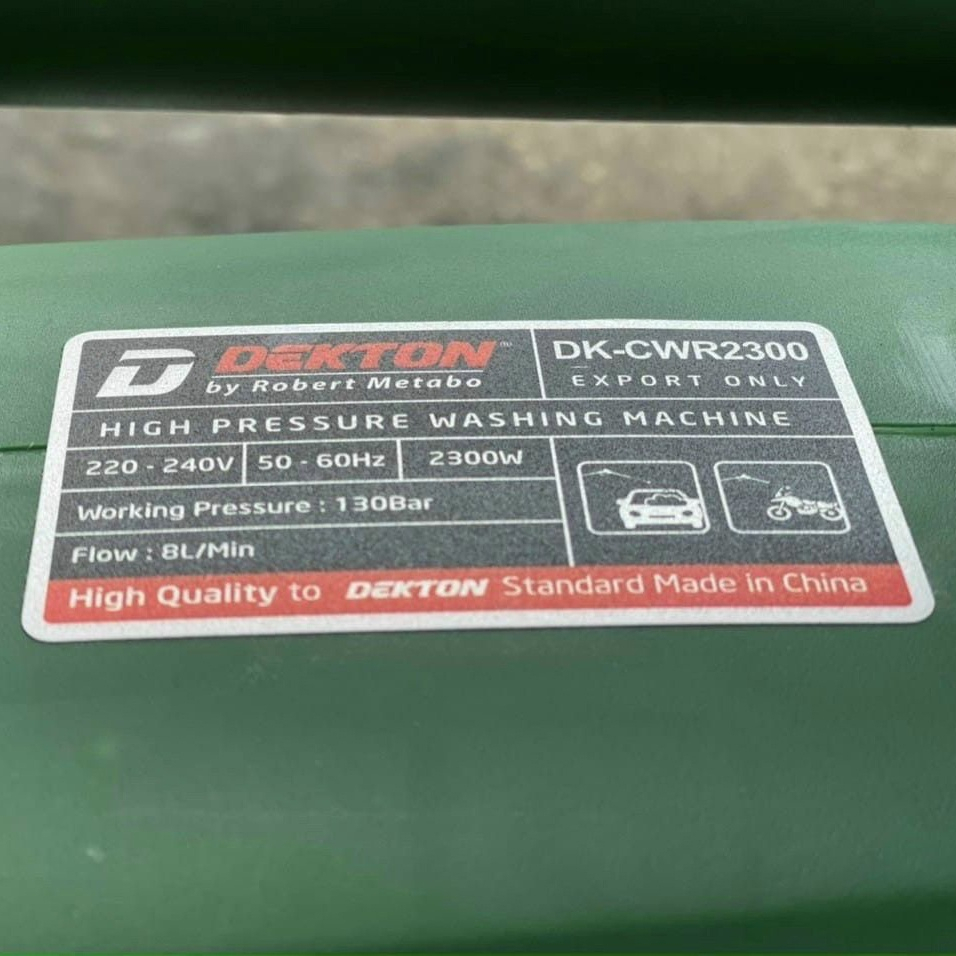 D DEKTON™
by Robert Metabo
DK-CWR2300
EXPORT ONLY
HIGH PRESSURE WASHING MACHINE
220 - 240V 50 - 60Hz 2300W
Working Pressure : 130Bar
Flow : 8L/Min
High Quality to DEKTON Standard Made in China